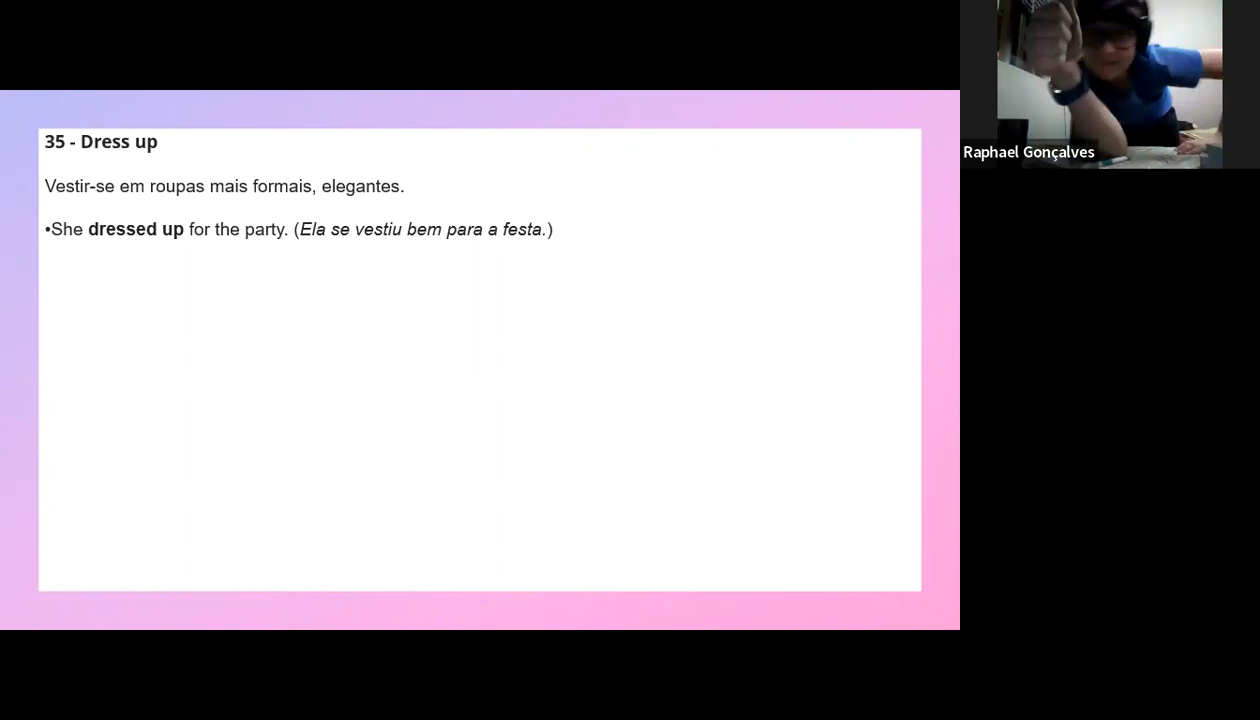 35 - Dress up
Vestir-se em roupas mais formais, elegantes.
•She dressed up for the party. (Ela se vestiu bem para a festa.)
Raphael Gonçalves